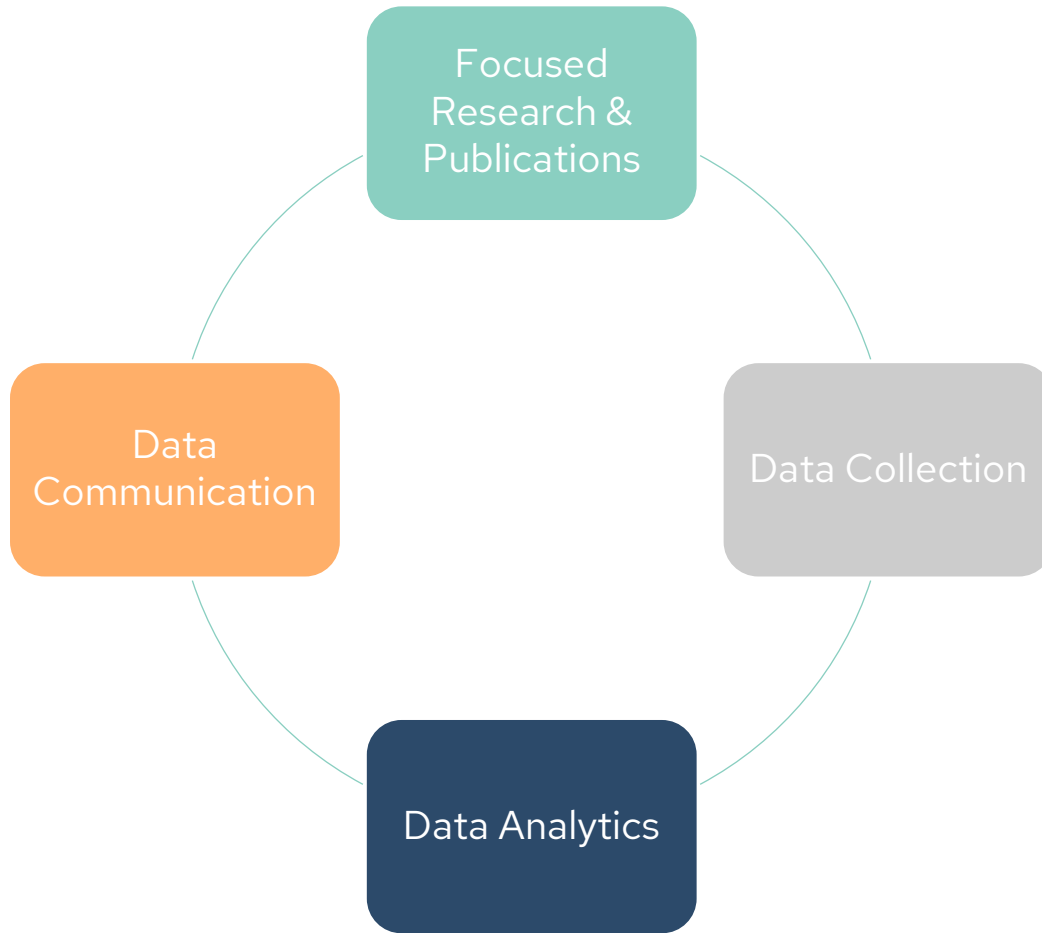 Focused
Research &
Publications
Data
Communication
Data Collection
Data Analytics